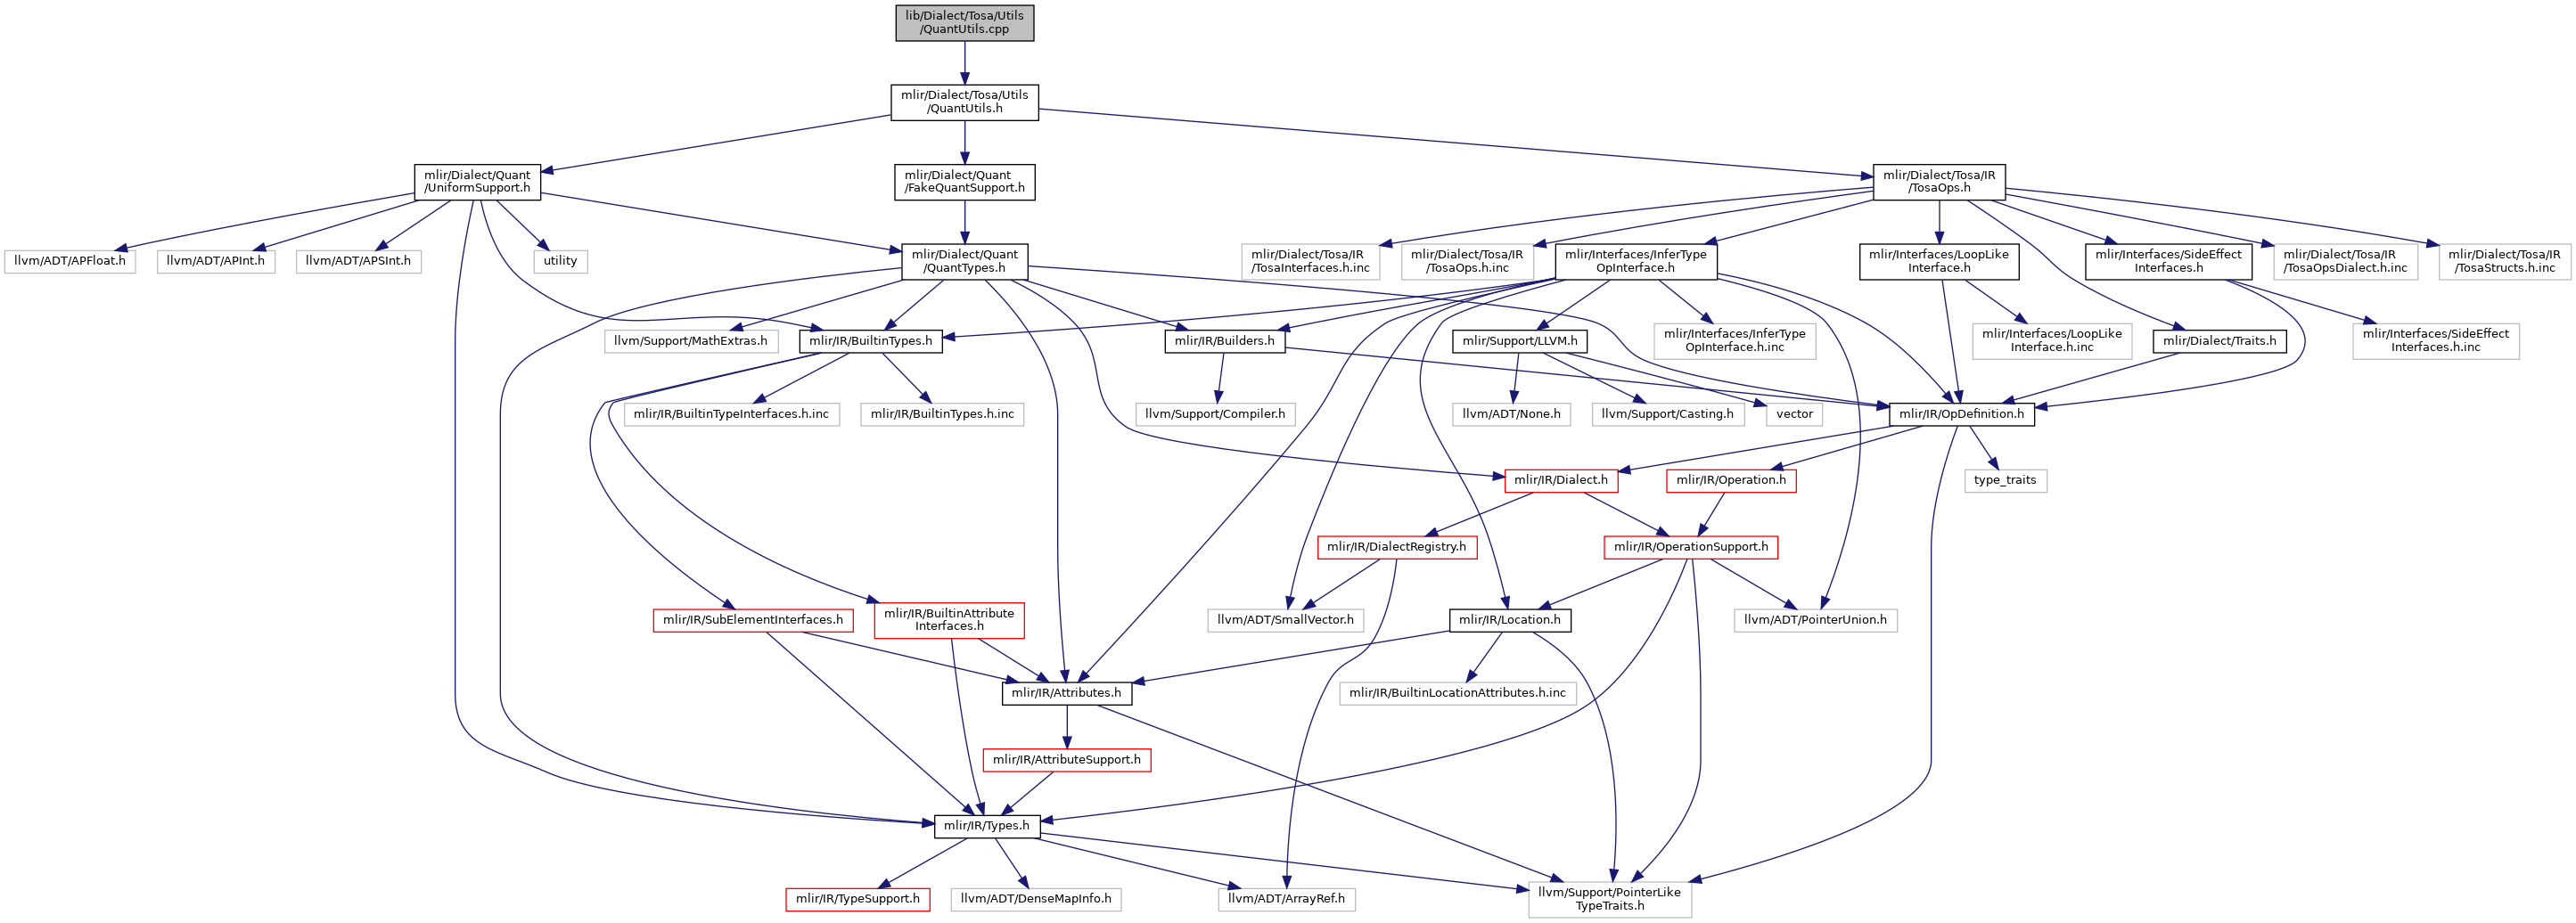 lib/Dialect/Tosa/Utils
/QuantUtils.cpp
mlir/Dialect/Tosa/Utils
/QuantUtils.h
mlir/Dialect/Quant
/UniformSupport.h
mlir/Dialect/Quant
/FakeQuantSupport.h
mlir/Dialect/Tosa/IR
/TosaOps.h
llvm/ADT/APFloat.h
llvm/ADT/APInt.h
llvm/ADT/APSInt.h
utility
mlir/Dialect/Quant
/QuantTypes.h
mlir/Dialect/Tosa/IR
/TosaInterfaces.h.inc
mlir/Dialect/Tosa/IR
/TosaOps.h.inc
mlir/Interfaces/InferType
OpInterface.h
mlir/Interfaces/LoopLike
Interface.h
mlir/Interfaces/SideEffect
Interfaces.h
mlir/Dialect/Tosa/IR
/TosaOpsDialect.h.inc
mlir/Dialect/Tosa/IR
/TosaStructs.h.inc
llvm/Support/MathExtras.h
mlir/IR/BuiltinTypes.h
mlir/IR/Builders.h
mlir/Support/LLVM.h
mlir/Interfaces/InferType
OpInterface.h.inc
mlir/Interfaces/LoopLike
Interface.h.inc
mlir/Dialect/Traits.h
mlir/Interfaces/SideEffect
Interfaces.h.inc
mlir/IR/BuiltinTypeInterfaces.h.inc
mlir/IR/BuiltinTypes.h.inc
llvm/Support/Compiler.h
llvm/ADT/None.h
llvm/Support/Casting.h
vector
mlir/IR/OpDefinition.h
mlir/IR/Dialect.h
mlir/IR/Operation.h
type_traits
mlir/IR/DialectRegistry.h
mlir/IR/OperationSupport.h
mlir/IR/SubElementInterfaces.h
mlir/IR/BuiltinAttribute
Interfaces.h
llvm/ADT/SmallVector.h
mlir/IR/Location.h
llvm/ADT/PointerUnion.h
mlir/IR/Attributes.h
mlir/IR/BuiltinLocationAttributes.h.inc
mlir/IR/AttributeSupport.h
mlir/IR/Types.h
mlir/IR/TypeSupport.h
llvm/ADT/DenseMapInfo.h
llvm/ADT/ArrayRef.h
llvm/Support/PointerLike
TypeTraits.h